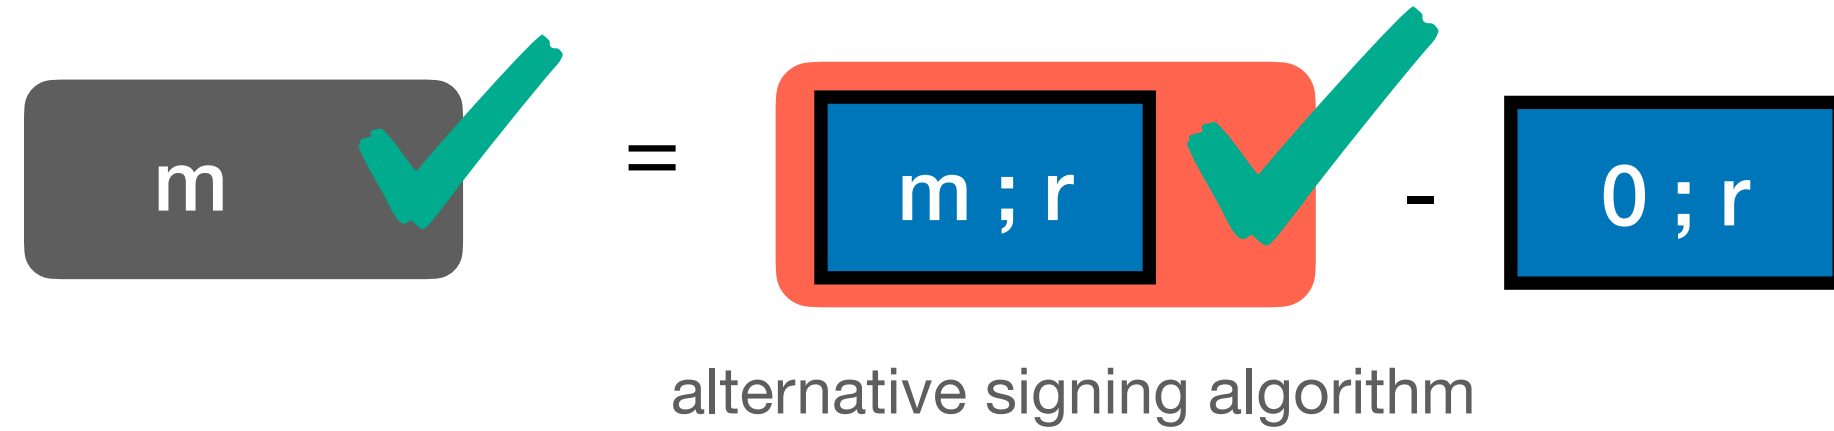 m = m ; r - 0 ; r
alternative signing algorithm